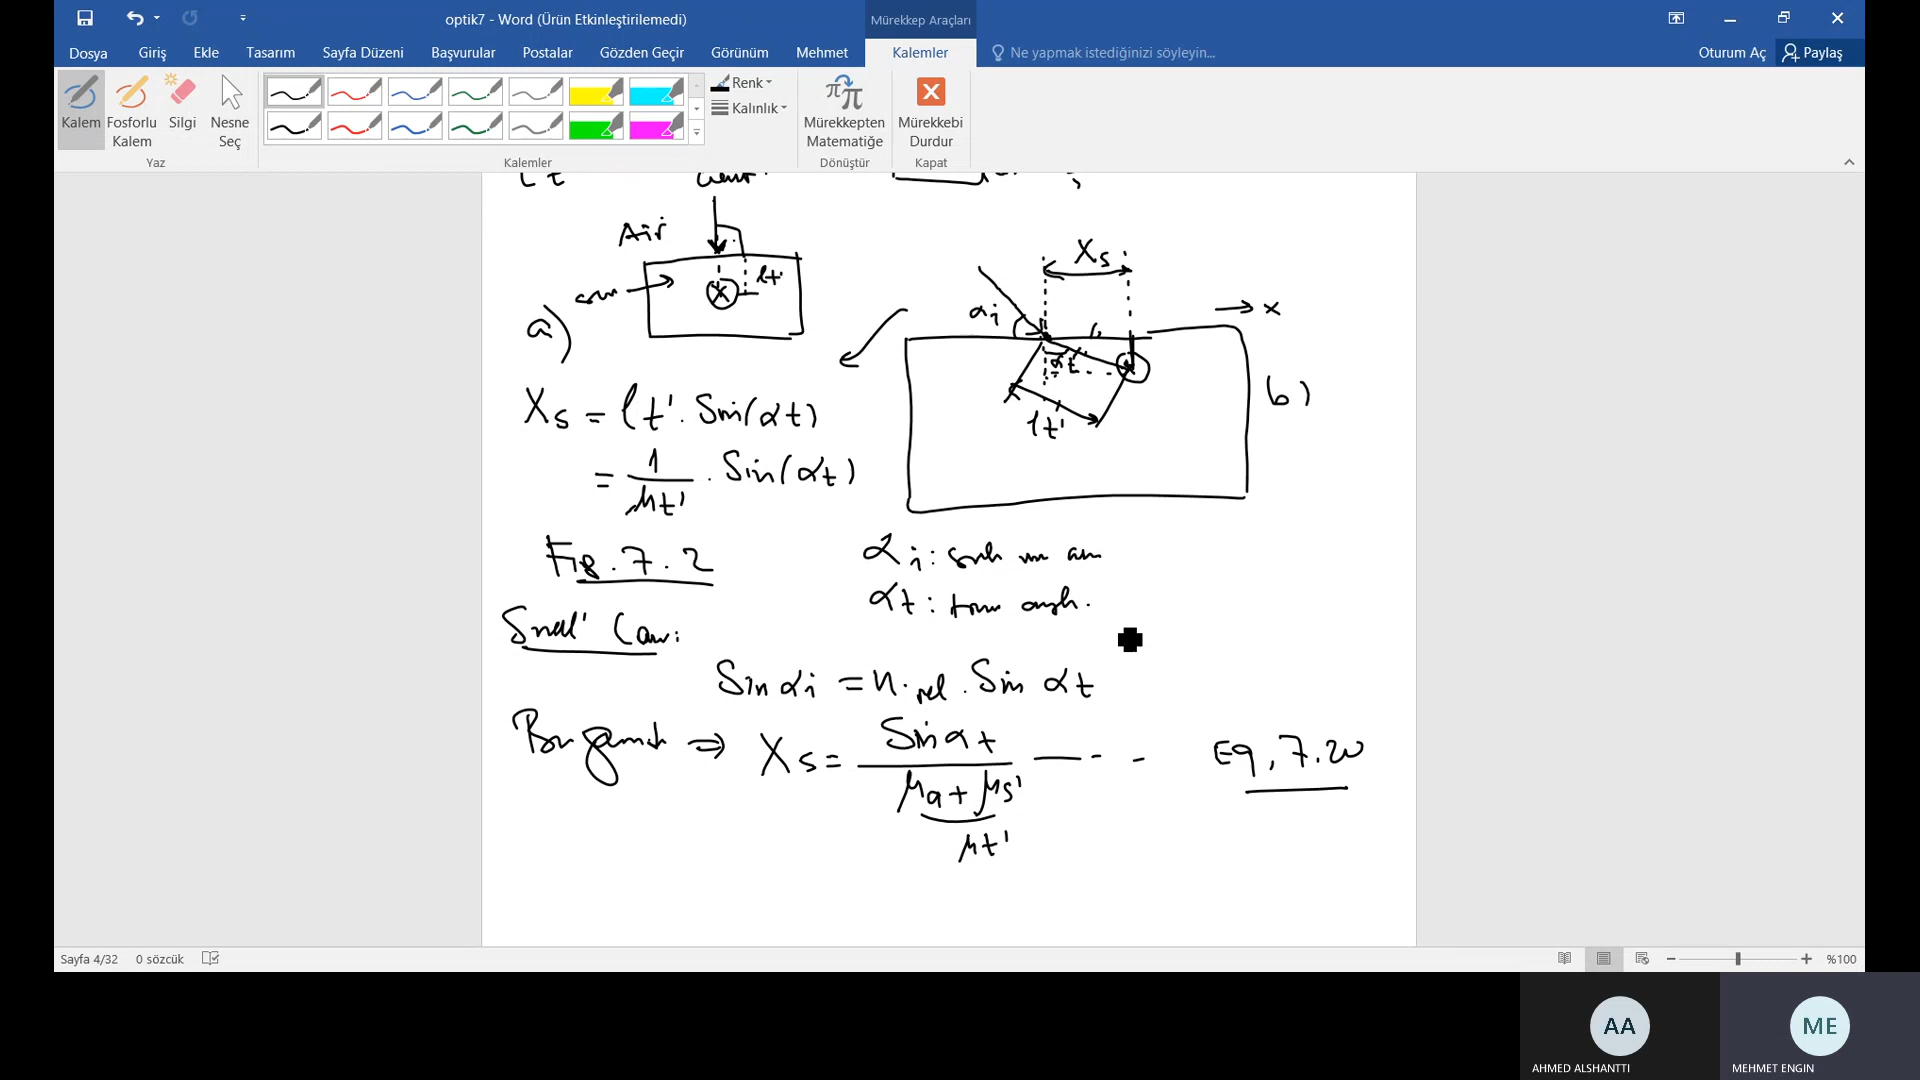 optik7 - Word (Ürün Etkinleştirilemedi)
Mürekkep Araçları
Dosya Giriş Ekle Tasarım Sayfa Düzeni Başvurular Postalar Gözden Geçir Görünüm Mehmet Kalemler Ne yapmak istediğinizi söyleyin... Oturum Aç Paylaş
Kalem Fosforlu Kalem Silgi Nesne Seç
Renk
Kalınlık
Mürekkepten Matematiğe
Mürekkebi Durdur
Yaz Kalemler Dönüştür Kapat
Air
lt'
a)
Xs
αi
→ x
αt
lt'
b)
Xs = lt'. Sin(αt)
= 1/μt' . Sin(αt)
Fig. 7.2
αi:
αt:
Snell' Law:
Sin αi = n.rel . Sin αt
⇒ Xs = Sin αt / μa + μs' --- Eq, 7.20
μt'
Sayfa 4/32 0 sözcük %100
AA ME
AHMED ALSHANTTI MEHMET ENGIN